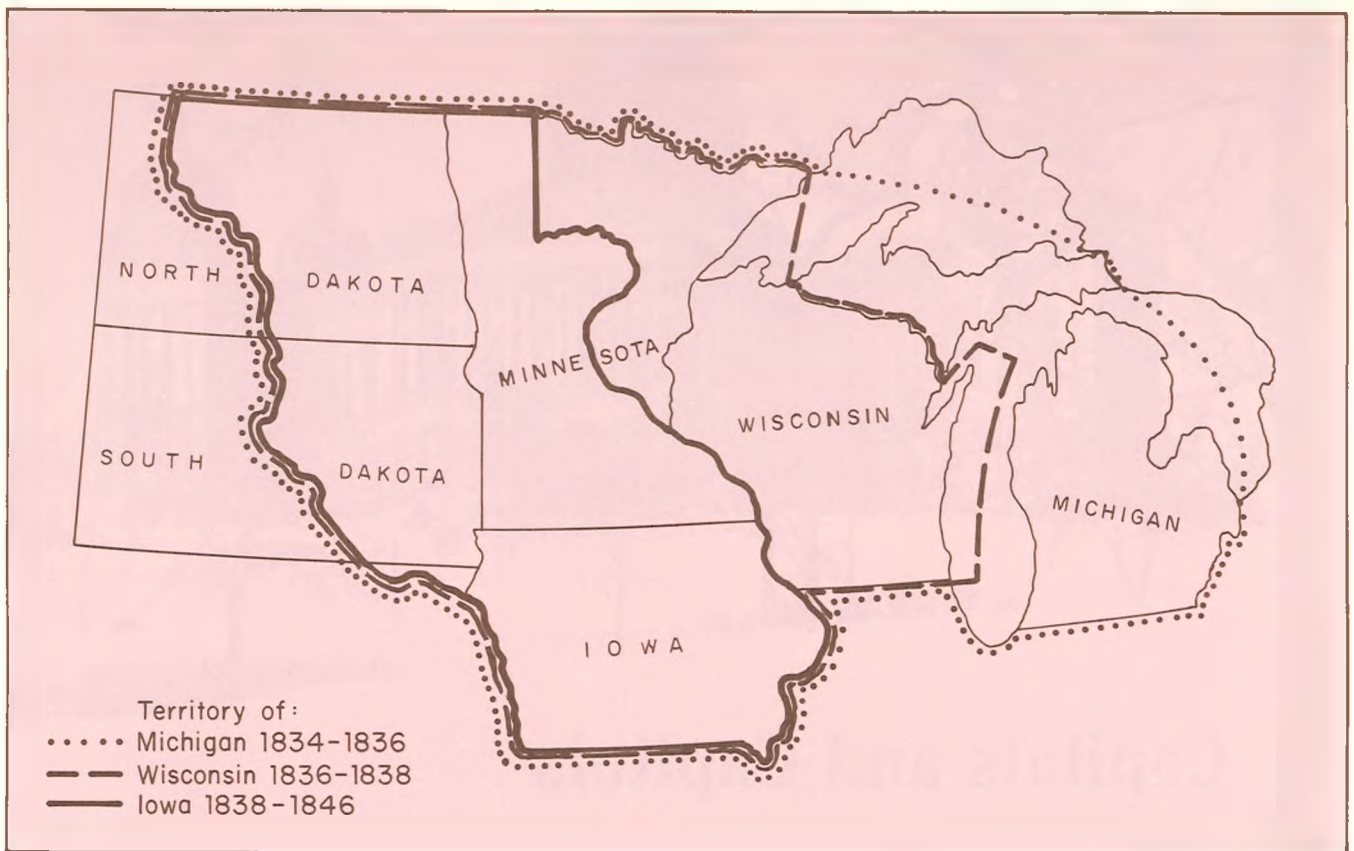 NORTH DAKOTA
MINNESOTA
WISCONSIN
SOUTH DAKOTA
MICHIGAN
IOWA
Territory of:
Michigan 1834-1836
Wisconsin 1836-1838
Iowa 1838-1846